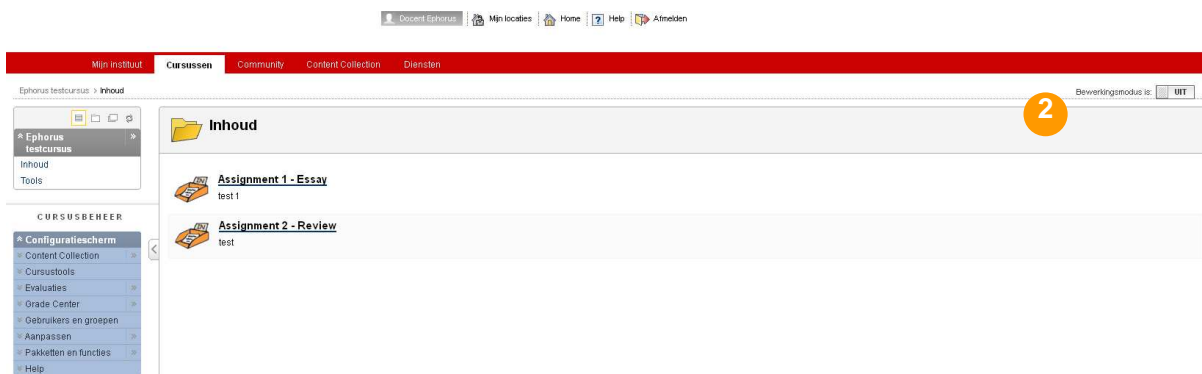 Docent Ephorus Mijn locaties Home Help Afmelden
Mijn instituut Cursussen Community Content Collection Diensten
Ephorus testcursus > Inhoud Bewerkingsmodus is: UIT
2
Inhoud
Ephorus
testcursus
Inhoud
Tools
Assignment 1 - Essay
test 1
Assignment 2 - Review
test
CURSUSBEHEER
Configuratiescherm
Content Collection
Cursustools
Evaluaties
Grade Center
Gebruikers en groepen
Aanpassen
Pakketten en functies
Help